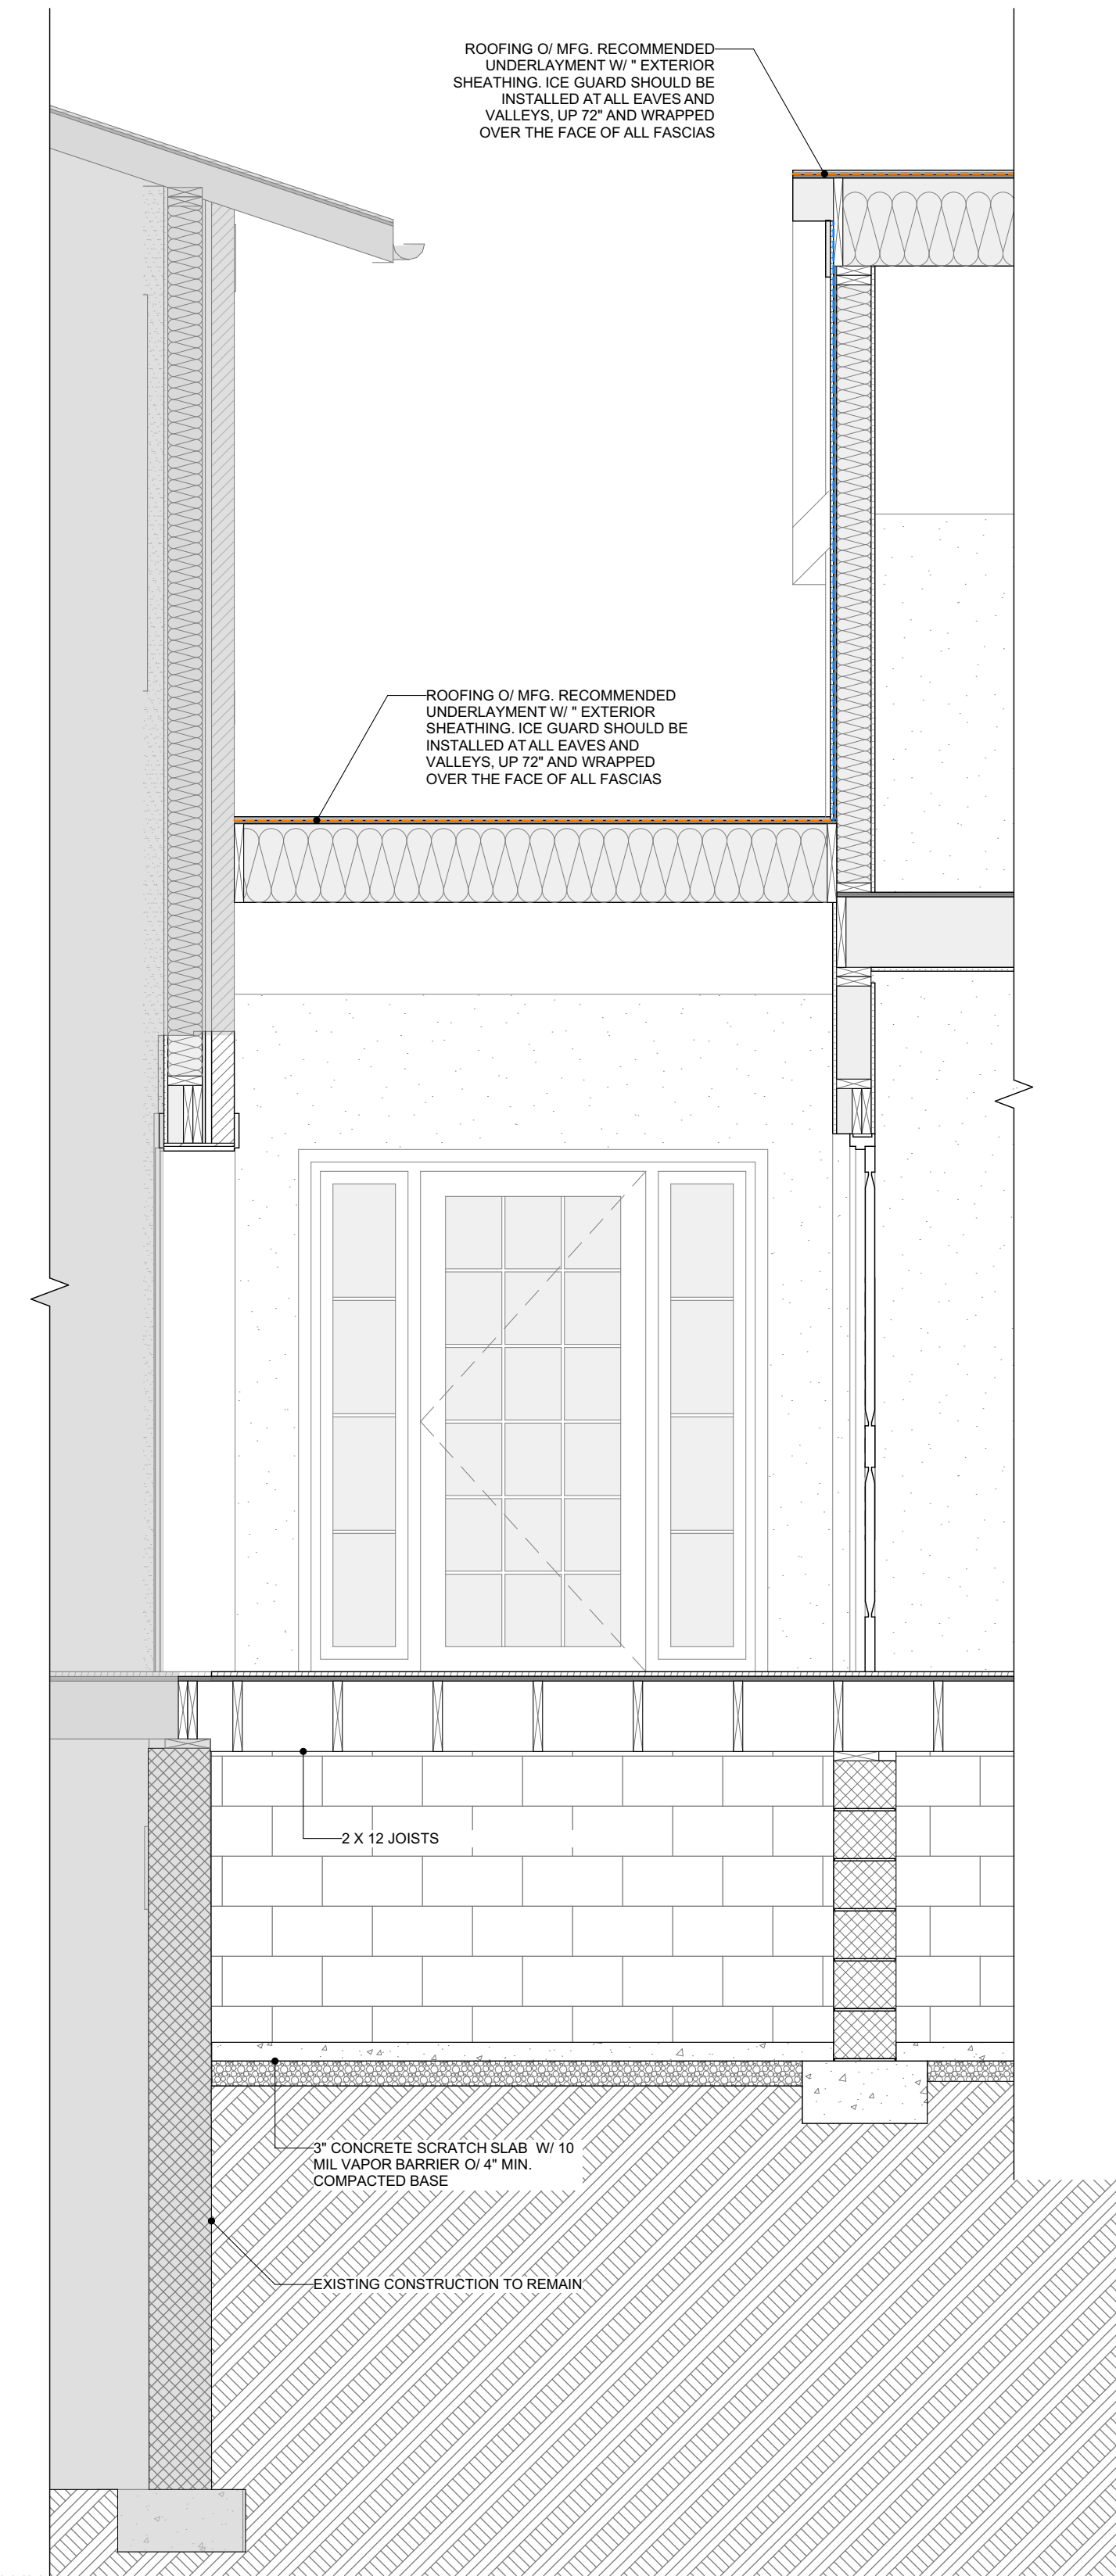 ROOFING O/ MFG. RECOMMENDED
UNDERLAYMENT W/ " EXTERIOR
SHEATHING. ICE GUARD SHOULD BE
INSTALLED AT ALL EAVES AND
VALLEYS, UP 72" AND WRAPPED
OVER THE FACE OF ALL FASCIAS
ROOFING O/ MFG. RECOMMENDED
UNDERLAYMENT W/ " EXTERIOR
SHEATHING. ICE GUARD SHOULD BE
INSTALLED AT ALL EAVES AND
VALLEYS, UP 72" AND WRAPPED
OVER THE FACE OF ALL FASCIAS
2 X 12 JOISTS
3" CONCRETE SCRATCH SLAB W/ 10
MIL VAPOR BARRIER O/ 4" MIN.
COMPACTED BASE
EXISTING CONSTRUCTION TO REMAIN